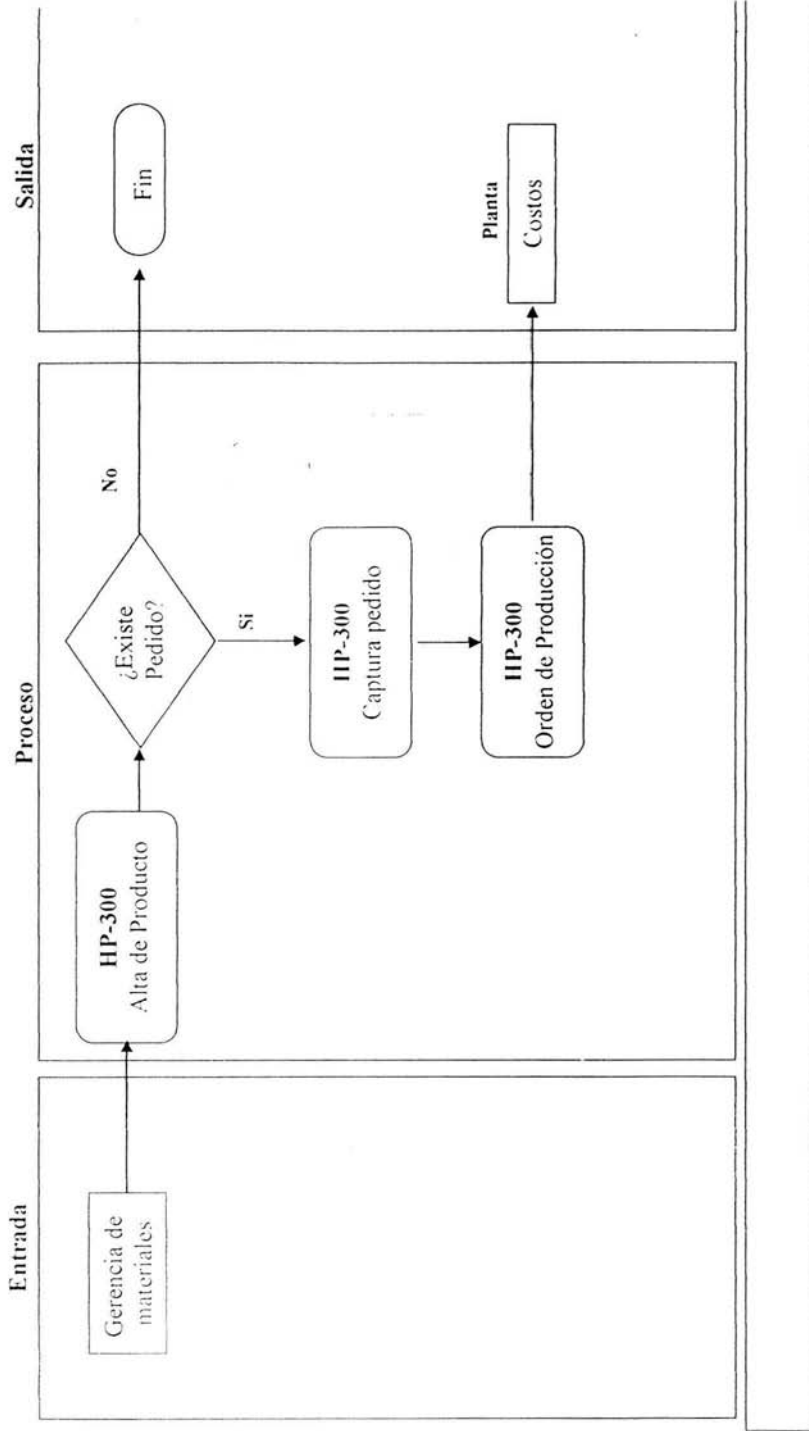 Entrada
Proceso
Salida
Gerencia de
materiales
HP-300
Alta de Producto
¿Existe
Pedido?
No
Fin
Si
HP-300
Captura pedido
HP-300
Orden de Producción
Planta
Costos